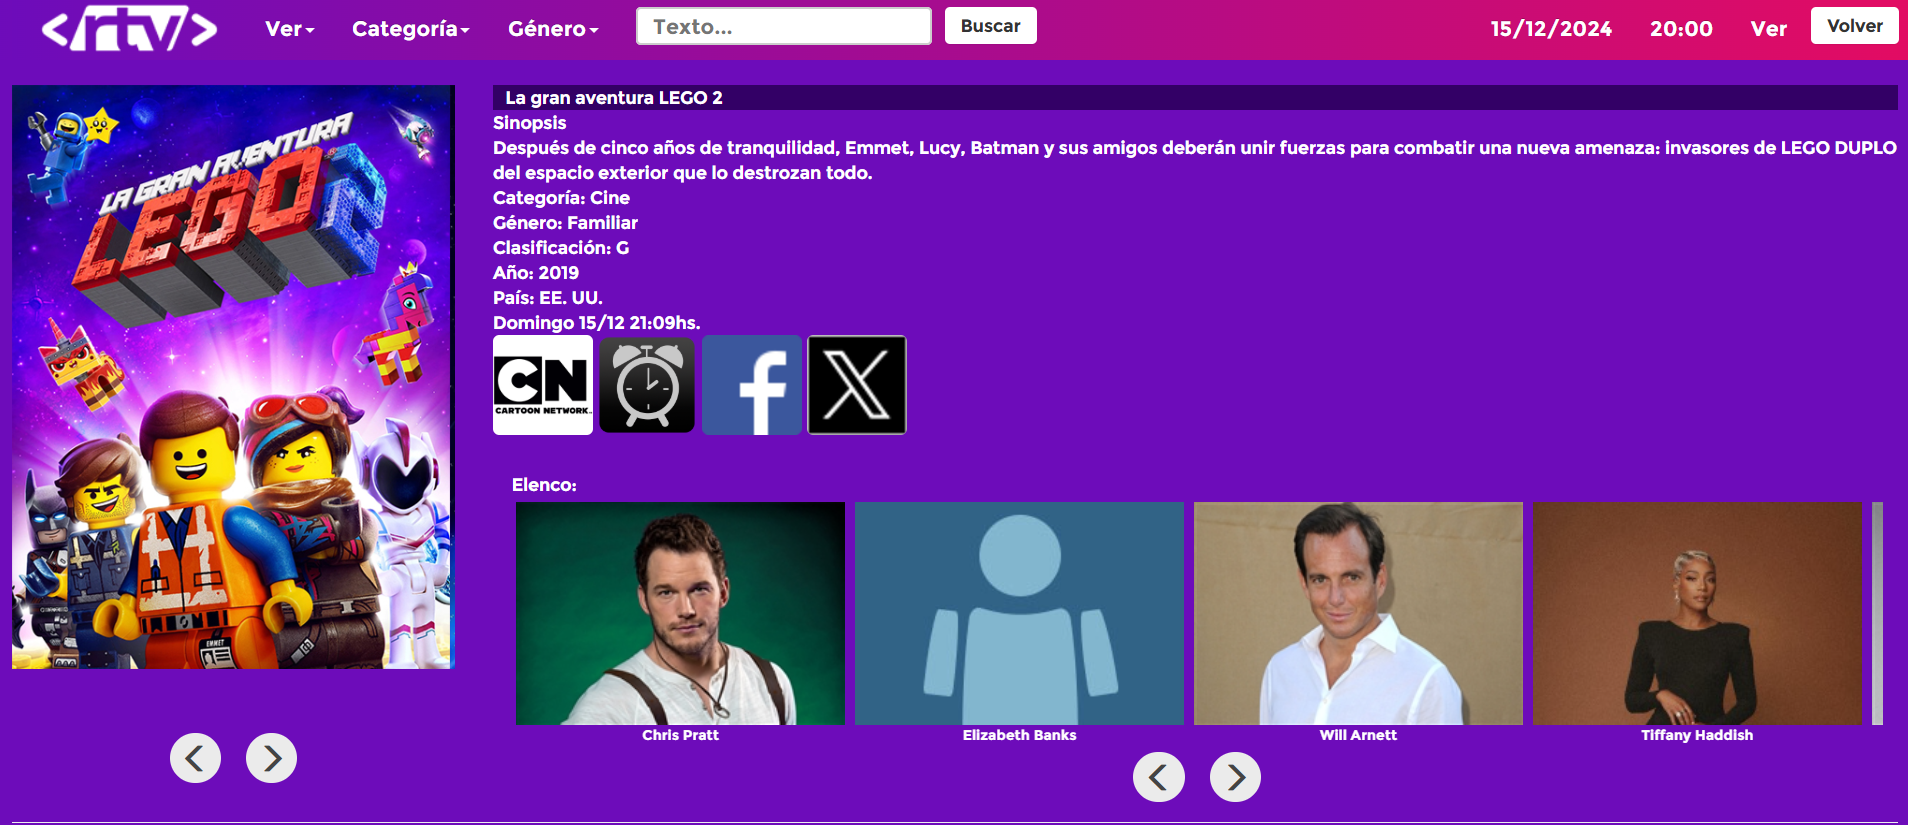 <rtv>
Ver
Categoría
Género
Texto...
Buscar
15/12/2024
20:00
Ver
Volver
LA GRAN AVENTURA
LEGO 2
EMMET
La gran aventura LEGO 2
Sinopsis
Después de cinco años de tranquilidad, Emmet, Lucy, Batman y sus amigos deberán unir fuerzas para combatir una nueva amenaza: invasores de LEGO DUPLO
del espacio exterior que lo destrozan todo.
Categoría: Cine
Género: Familiar
Clasificación: G
Año: 2019
País: EE. UU.
Domingo 15/12 21:09hs.
CN
CARTOON NETWORK
f
X
Elenco:
Chris Pratt
Elizabeth Banks
Will Arnett
Tiffany Haddish